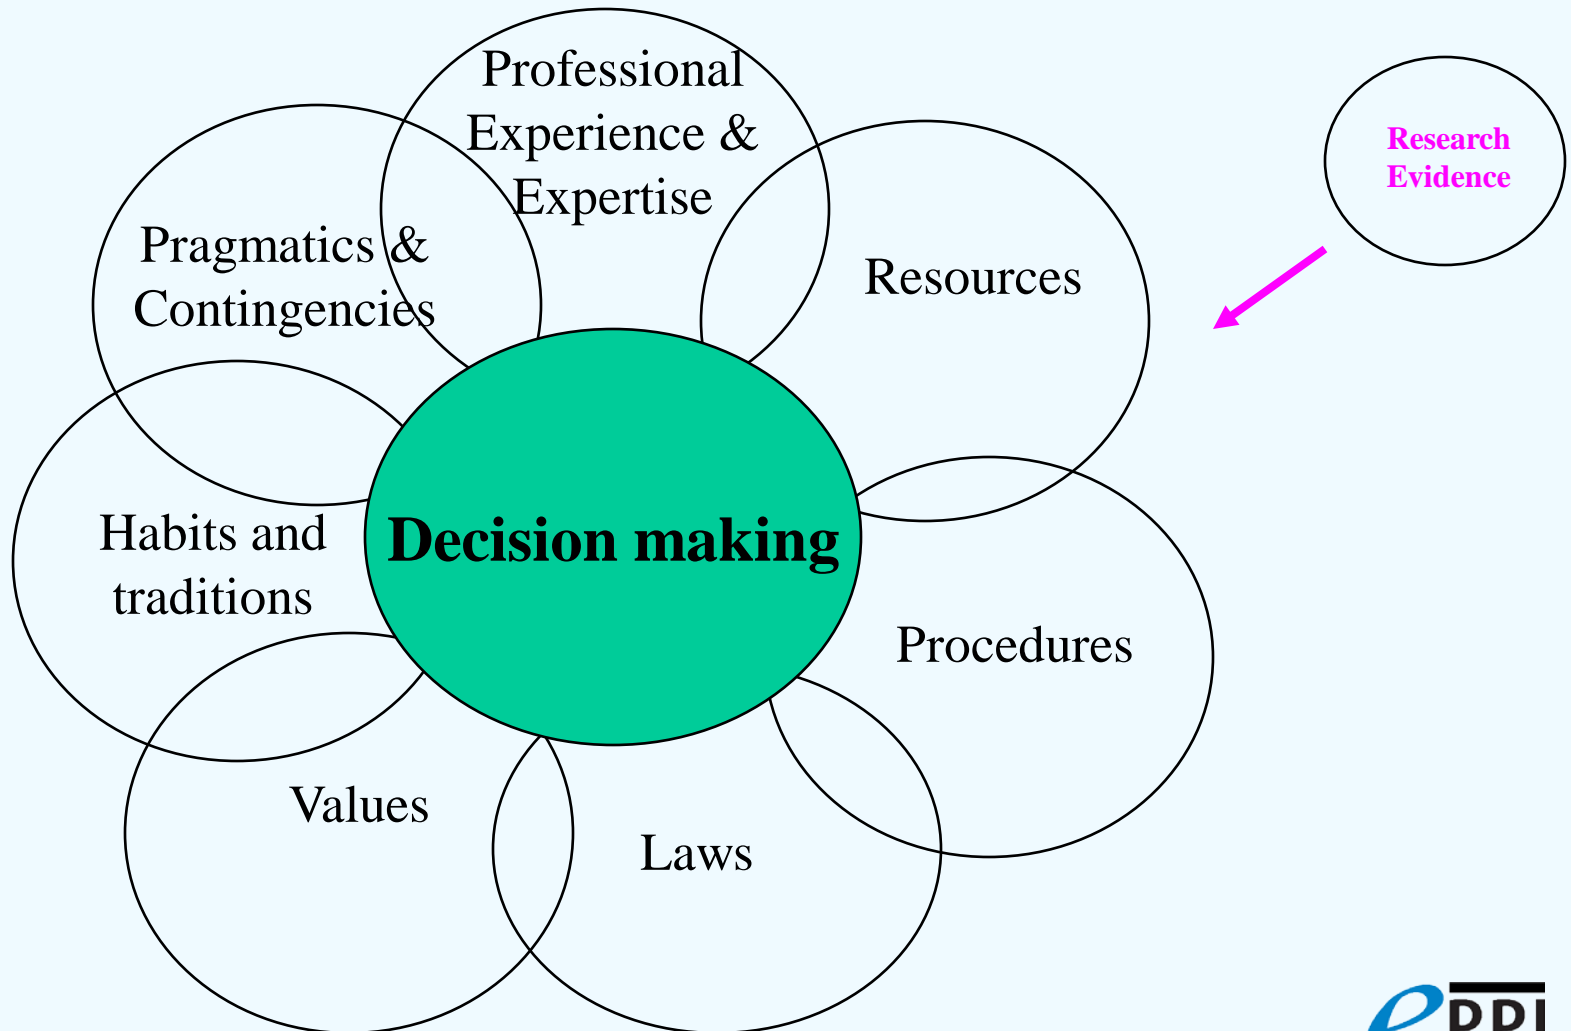 Professional
Experience &
Expertise
Research
Evidence
Pragmatics &
Contingencies
Resources
Habits and
traditions
Decision making
Procedures
Values
Laws